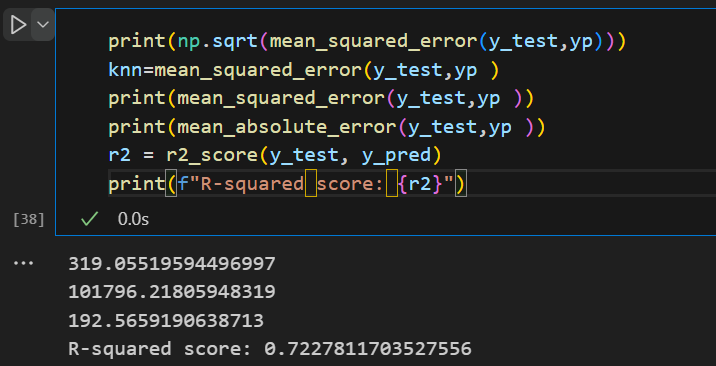 print(np.sqrt(mean_squared_error(y_test,yp)))
knn=mean_squared_error(y_test,yp )
print(mean_squared_error(y_test,yp ))
print(mean_absolute_error(y_test,yp ))
r2 = r2_score(y_test, y_pred)
print(f"R-squared score: {r2}")
[38]
0.0s
...
319.05519594496997
101796.21805948319
192.5659190638713
R-squared score: 0.7227811703527556